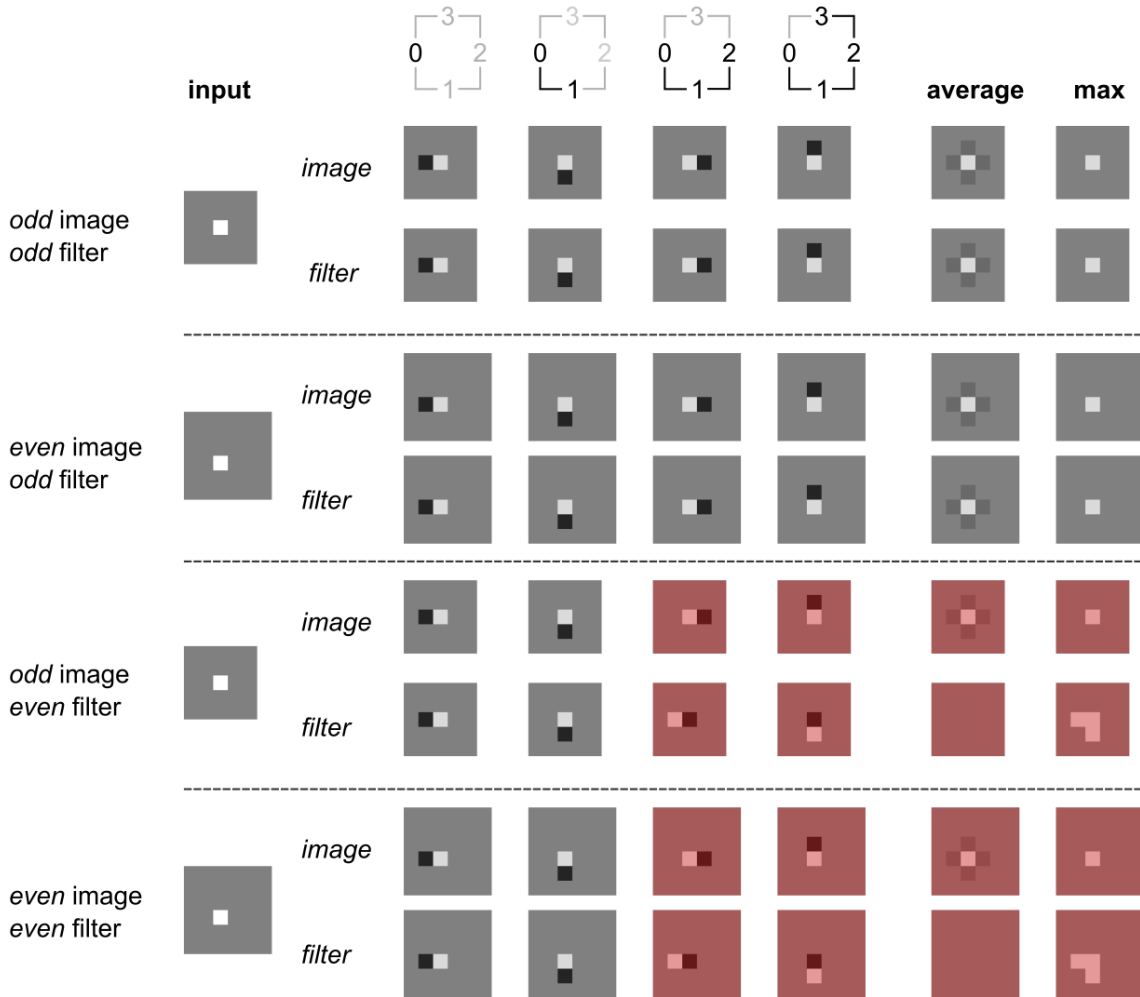 3 3 3 3
0 2 0 2 0 2 0 2
1 1 1 1
input average max
image
odd image
odd filter
filter
image
even image
odd filter
filter
image
odd image
even filter
filter
image
even image
even filter
filter